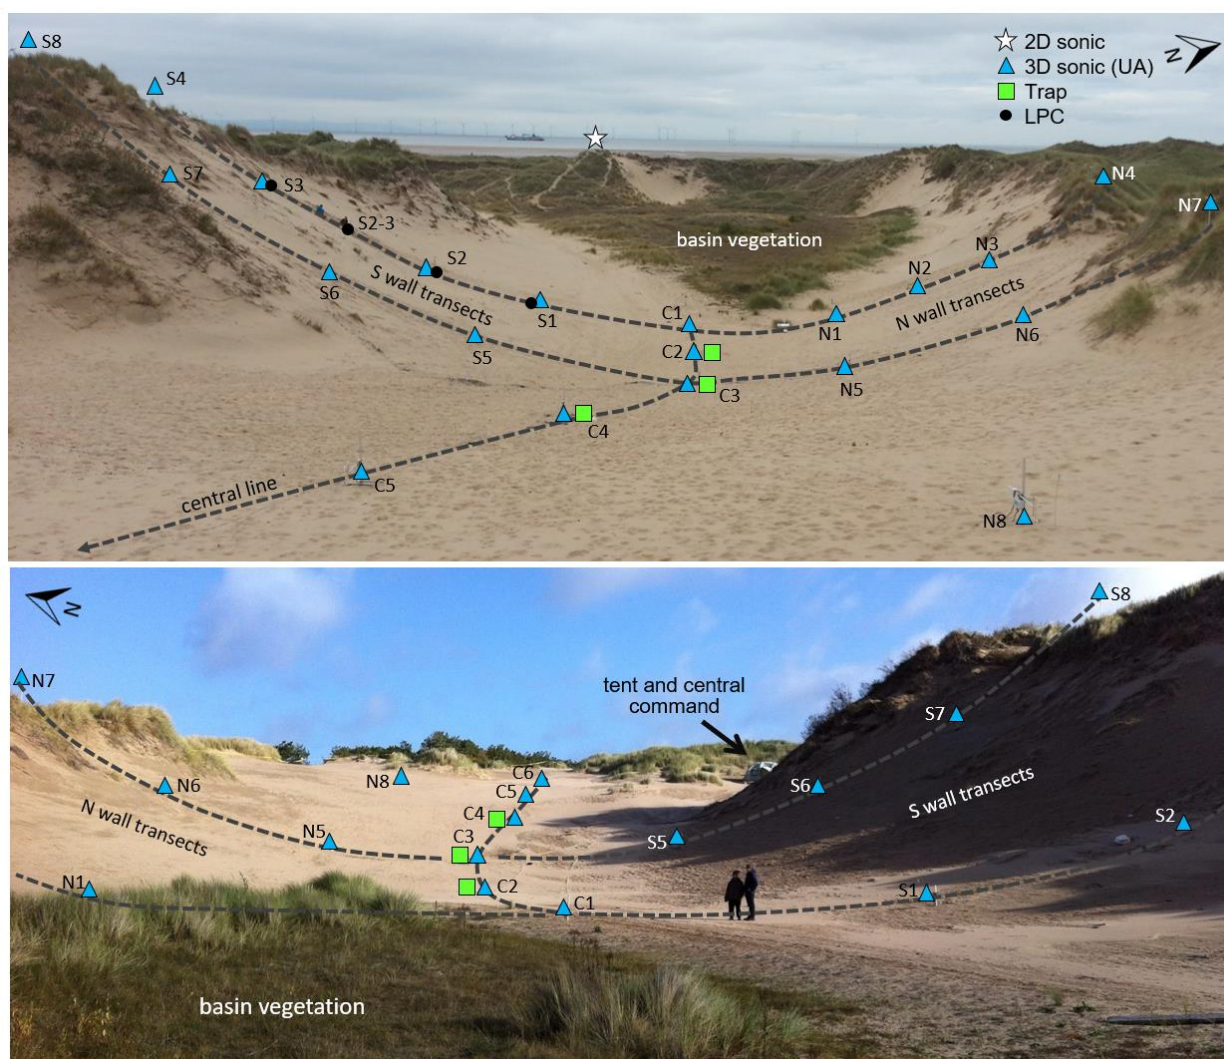 S8
S4
2D sonic
3D sonic (UA)
Trap
LPC
N
S7
S3
N4
N7
S2-3
basin vegetation
S2
N3
N2
S wall transects
S6
S1
C1
N1
N wall transects
N6
S5
C2
C3
N5
C4
central line
C5
N8
N
S8
N7
tent and central
command
S7
N6
N8
C6
C5
S6
S wall transects
N wall transects
C4
S2
N5
C3
S5
N1
C2
S1
C1
basin vegetation